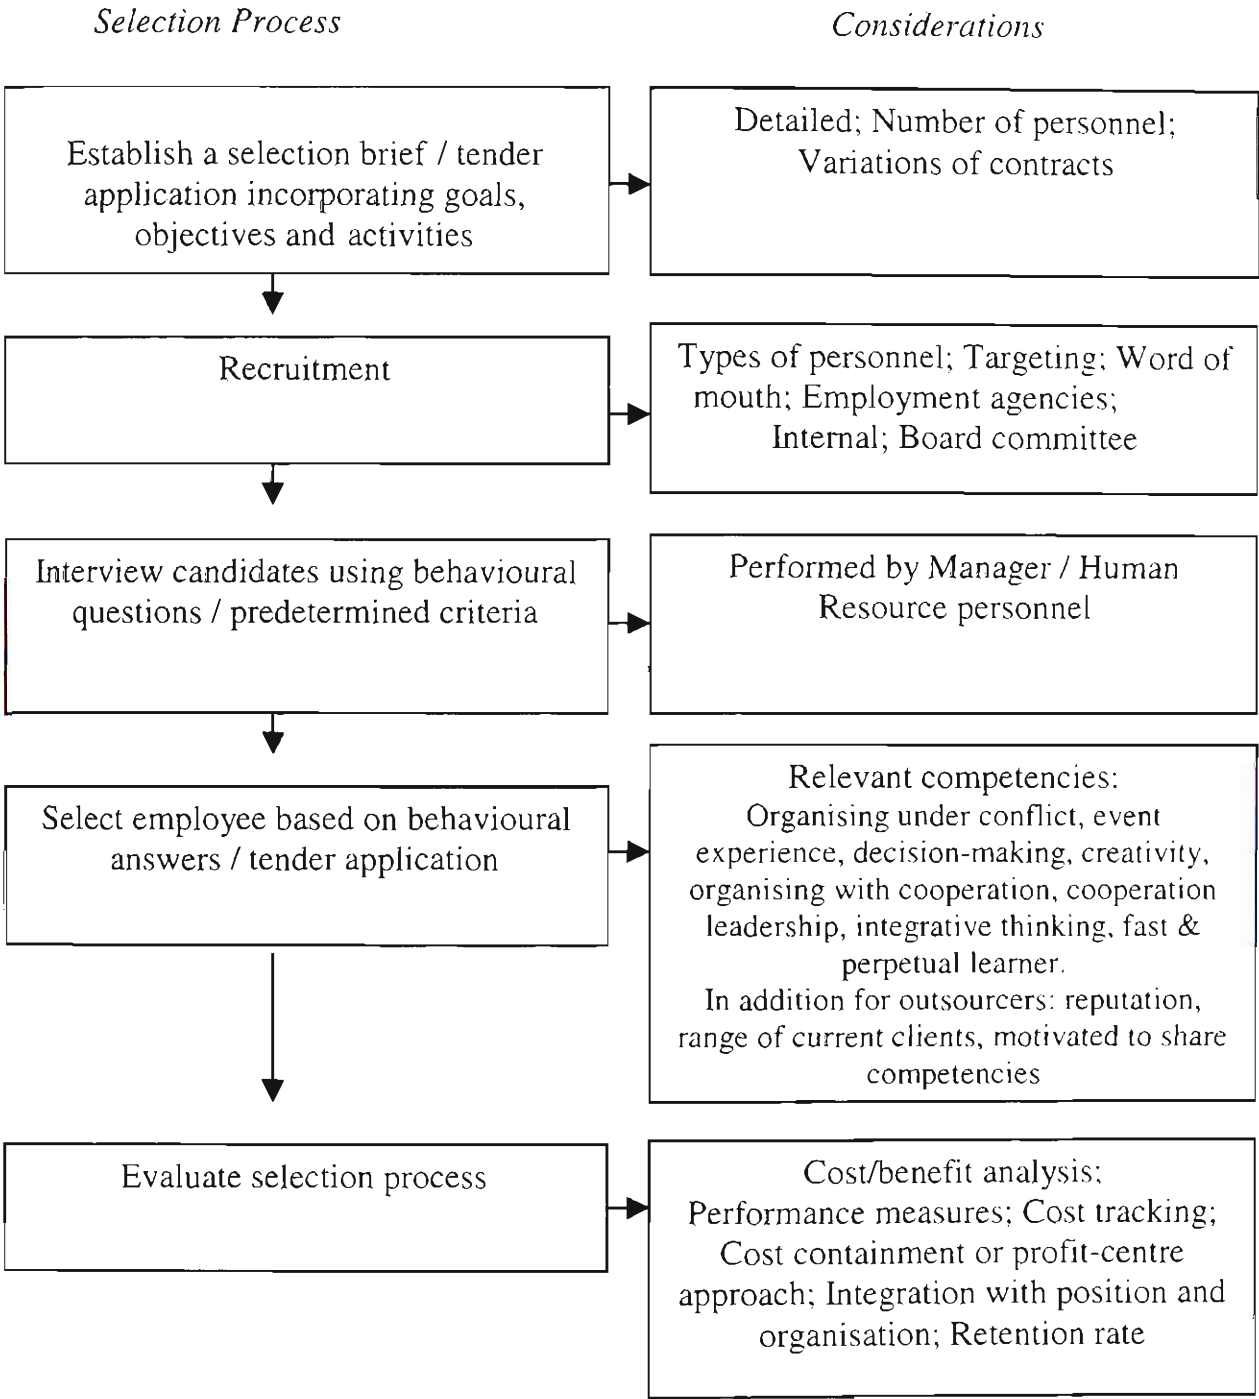 Selection Process
Considerations
Establish a selection brief / tender
application incorporating goals,
objectives and activities
Detailed; Number of personnel;
Variations of contracts
Recruitment
Types of personnel; Targeting; Word of
mouth; Employment agencies;
Internal; Board committee
Interview candidates using behavioural
questions / predetermined criteria
Performed by Manager / Human
Resource personnel
Select employee based on behavioural
answers / tender application
Relevant competencies:
Organising under conflict, event
experience, decision-making, creativity,
organising with cooperation, cooperation
leadership, integrative thinking, fast &
perpetual learner.
In addition for outsourcers: reputation,
range of current clients, motivated to share
competencies
Evaluate selection process
Cost/benefit analysis;
Performance measures; Cost tracking;
Cost containment or profit-centre
approach; Integration with position and
organisation; Retention rate